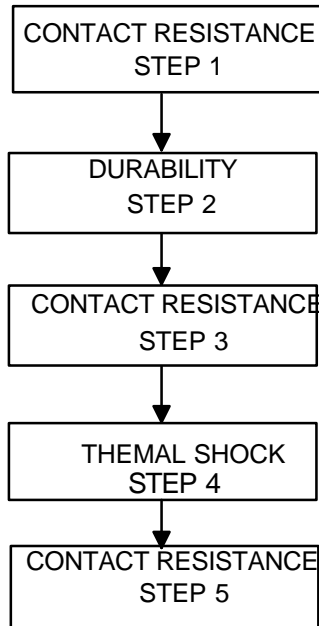 CONTACT RESISTANCE
STEP 1
DURABILITY
STEP 2
CONTACT RESISTANCE
STEP 3
THEMAL SHOCK
STEP 4
CONTACT RESISTANCE
STEP 5